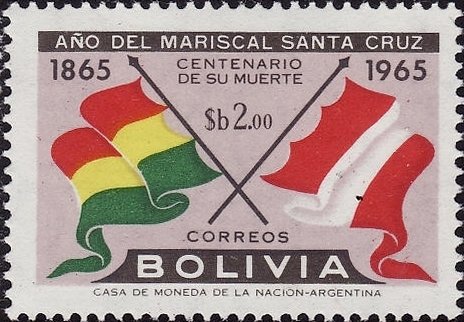 AÑO DEL MARISCAL SANTA CRUZ
1865 CENTENARIO 1965
DE SU MUERTE
$b 2.00
CORREOS
BOLIVIA
CASA DE MONEDA DE LA NACION-ARGENTINA